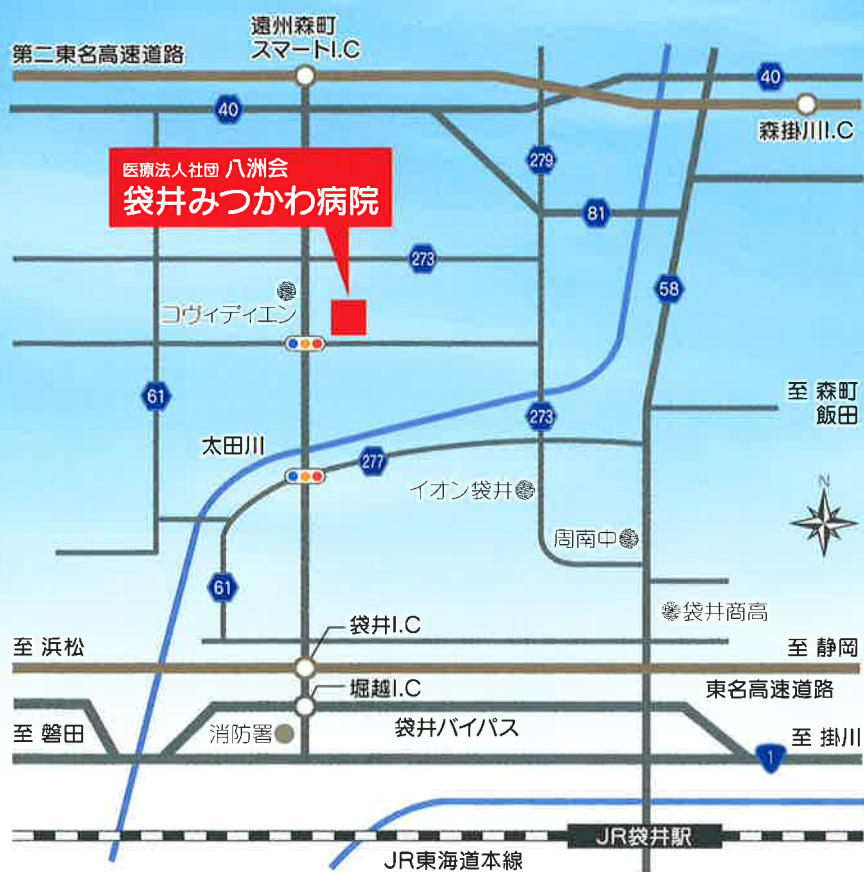 遠州森町
スマートI.C
第二東名高速道路
40
40
森掛川I.C
医療法人社団 八洲会
袋井みつかわ病院
279
81
273
58
コヴィディエン
61
273
至 森町
飯田
太田川
277
イオン袋井
N
周南中
61
袋井商高
袋井I.C
至 浜松
至 静岡
堀越I.C
東名高速道路
至 磐田
消防署
袋井バイパス
至 掛川
1
JR袋井駅
JR東海道本線